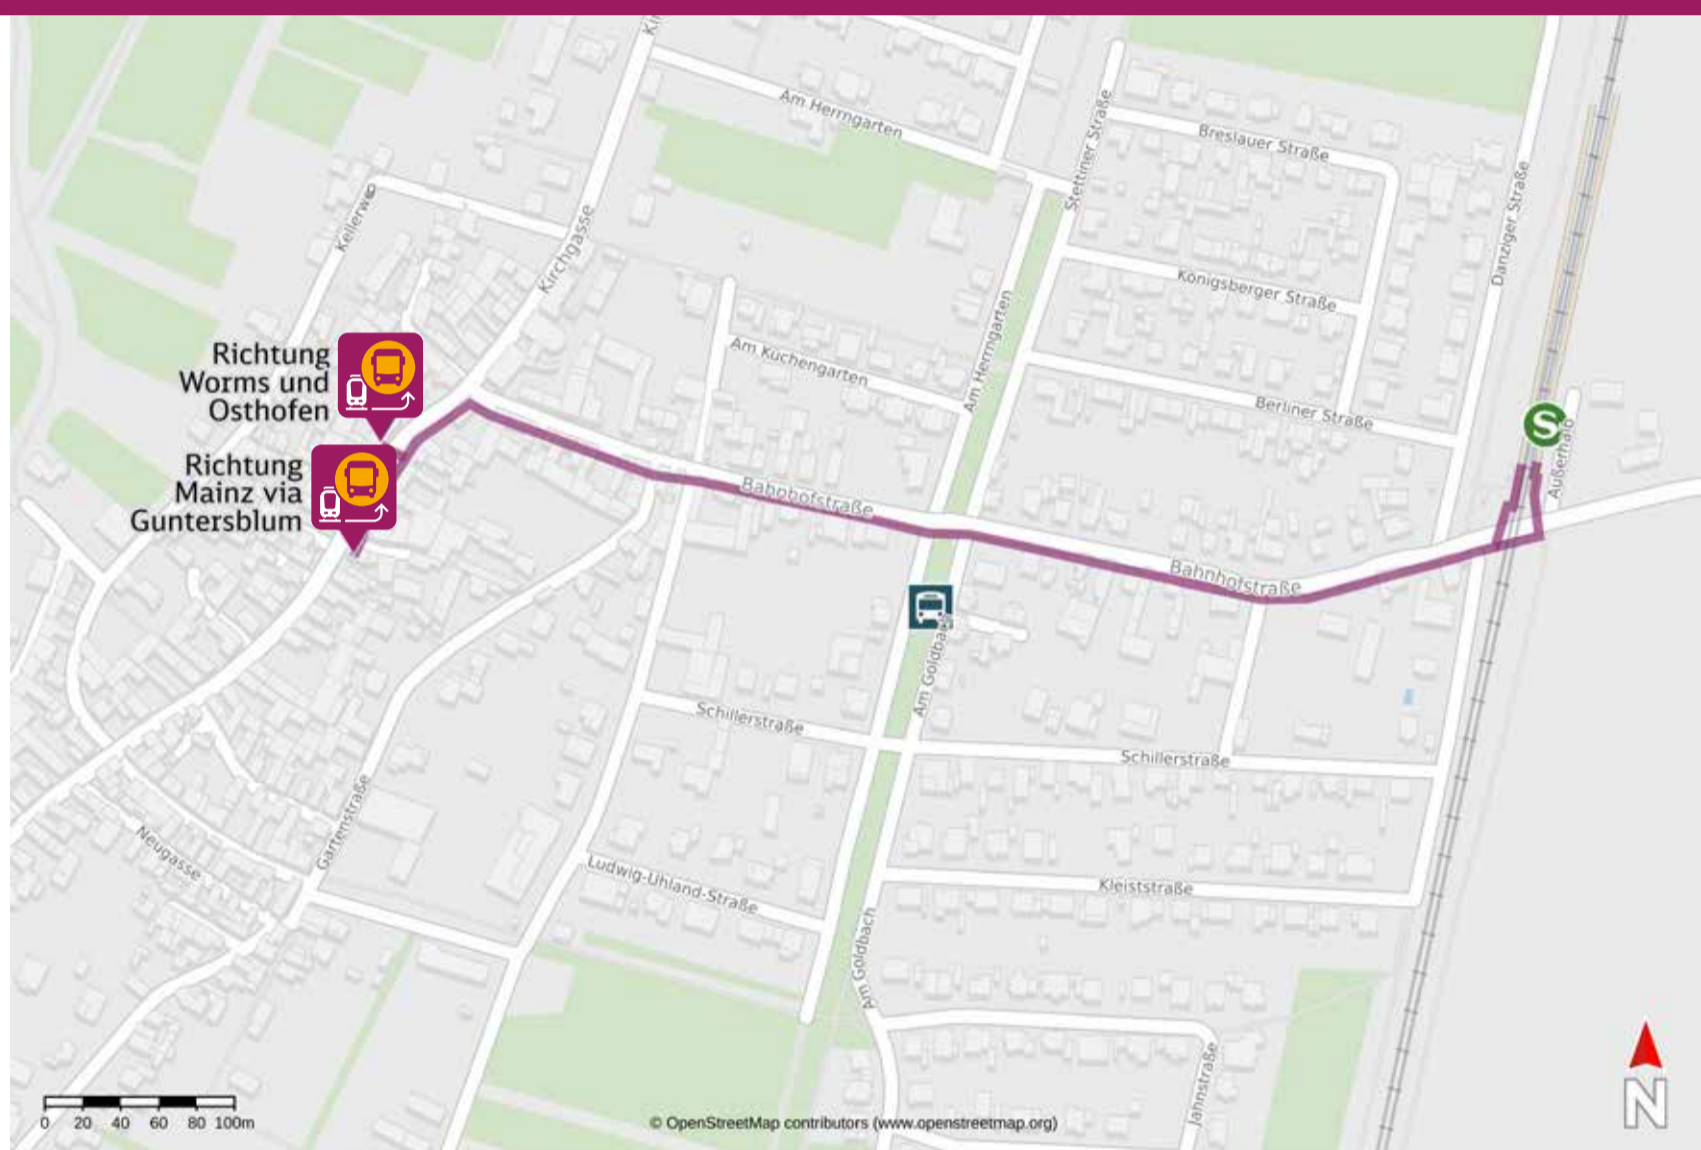 Ki
Am Herrngarten
Stettiner Straße
Breslauer Straße
Danziger Straße
Kellerweg
Kirchgasse
Königsberger Straße
Am Herrngarten
Richtung
Worms und
Osthofen
Am Küchengarten
Berliner Straße
S
Außerhalb
Richtung
Mainz via
Guntersblum
Bahnhofstraße
Bahnhofstraße
Am Goldbach
Schillerstraße
Schillerstraße
Gartenstraße
Neugasse
Ludwig-Uhland-Straße
Kleiststraße
Am Goldbach
Jahnstraße
N
0 20 40 60 80 100m
© OpenStreetMap contributors (www.openstreetmap.org)